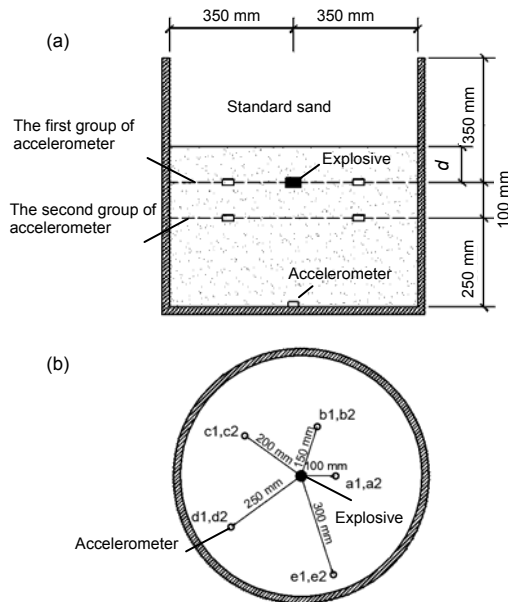 350 mm
350 mm
(a)
Standard sand
The first group of
accelerometer
Explosive
The second group of
accelerometer
Accelerometer
350 mm
d
100 mm
250 mm
(b)
b1,b2
c1,c2
200 mm
150 mm
100 mm
a1,a2
250 mm
d1,d2
300 mm
Explosive
Accelerometer
e1,e2